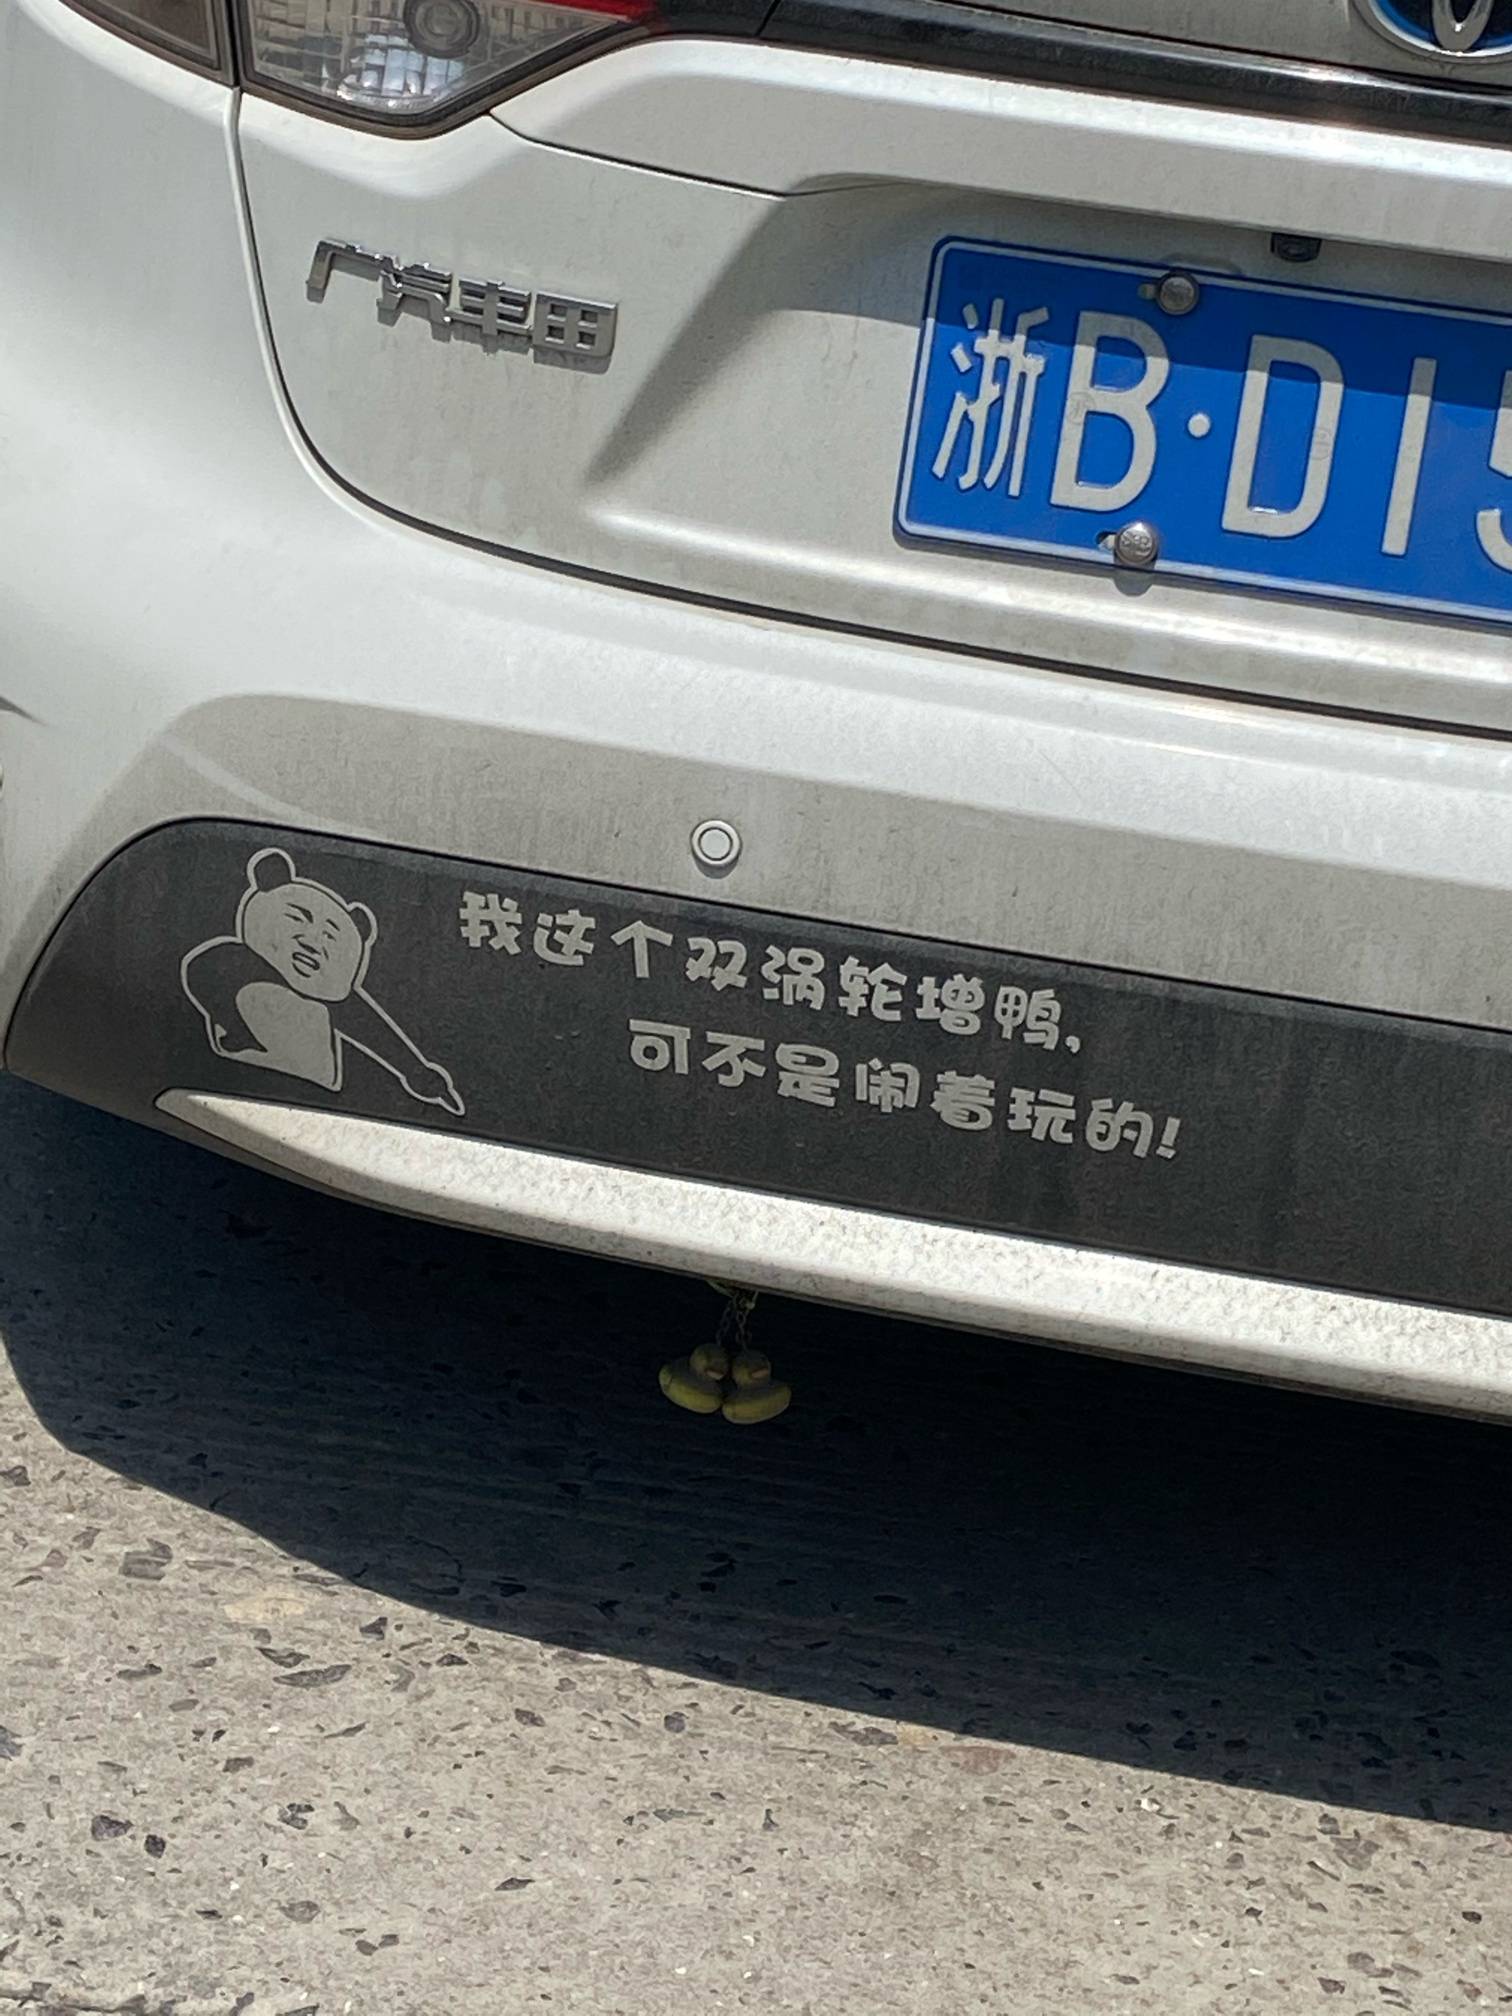 广汽丰田
浙B·D15
我这个双涡轮增鸭,
可不是闹着玩的!